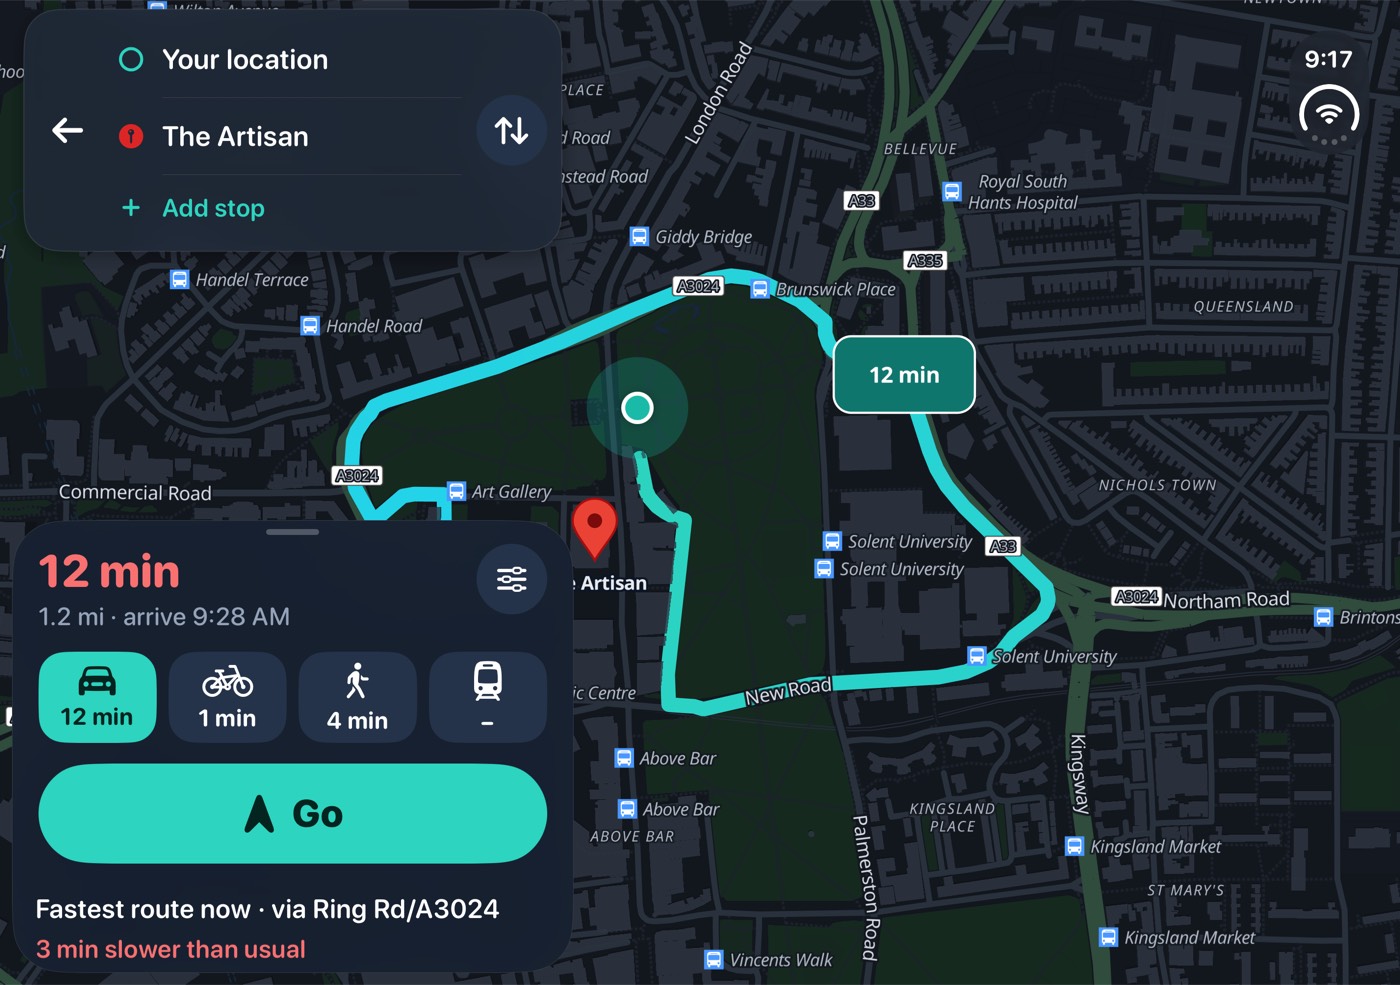 Your location
The Artisan
Add stop
9:17
NEWTOWN
PLACE
London Road
d Road
nstead Road
BELLEVUE
A33
Royal South
Hants Hospital
Giddy Bridge
A335
Handel Terrace
A3024
Brunswick Place
QUEENSLAND
Handel Road
12 min
A3024
Commercial Road
Art Gallery
NICHOLS TOWN
Solent University
Solent University
A33
e Artisan
A3024
Northam Road
Brintons
Solent University
ic Centre
New Road
Kingsway
Above Bar
Above Bar
ABOVE BAR
KINGSLAND
PLACE
Palmerston Road
Kingsland Market
ST MARY'S
Kingsland Market
Vincents Walk
12 min
1.2 mi · arrive 9:28 AM
12 min
1 min
4 min
–
Go
Fastest route now · via Ring Rd/A3024
3 min slower than usual